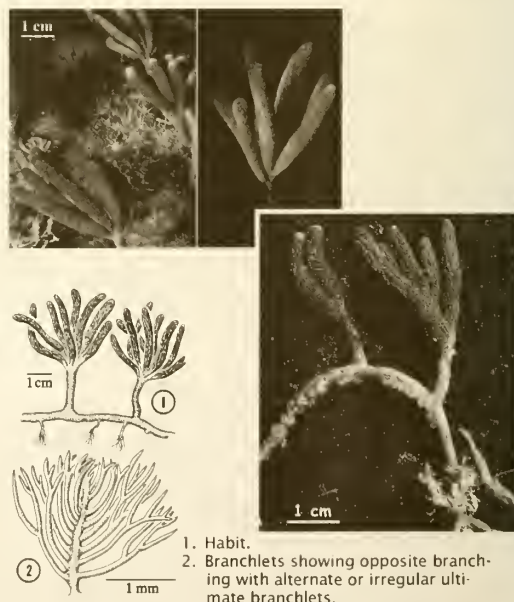 1 cm
1 cm
1
2
1 mm
1 cm
1. Habit.
2. Branchlets showing opposite branch-
ing with alternate or irregular ulti-
mate branchlets.